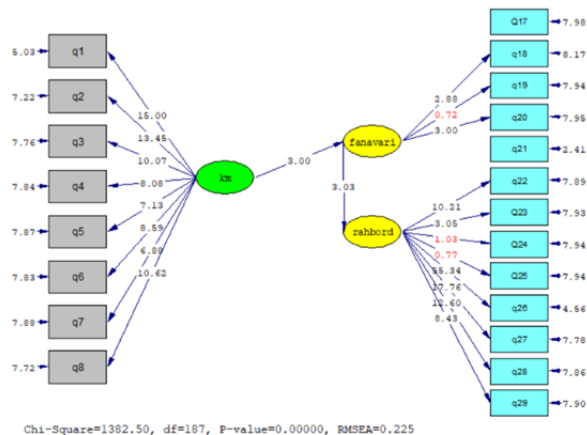 5.03 q1
7.22 q2
7.76 q3
7.84 q4
7.87 q5
7.83 q6
7.88 q7
7.72 q8
15.00
13.45
10.07
8.08
7.13
8.59
6.88
10.62
km
3.00
fanavari
3.03
rahbord
2.88
0.72
3.00
10.21
3.05
1.03
0.77
55.34
17.76
12.60
8.43
Q17 7.98
q18 8.17
q19 7.94
q20 7.95
q21 2.41
q22 7.89
Q23 7.93
Q24 7.94
Q25 7.94
q26 4.56
q27 7.78
q28 7.86
q29 7.90
Chi-Square=1382.50, df=187, P-value=0.00000, RMSEA=0.225